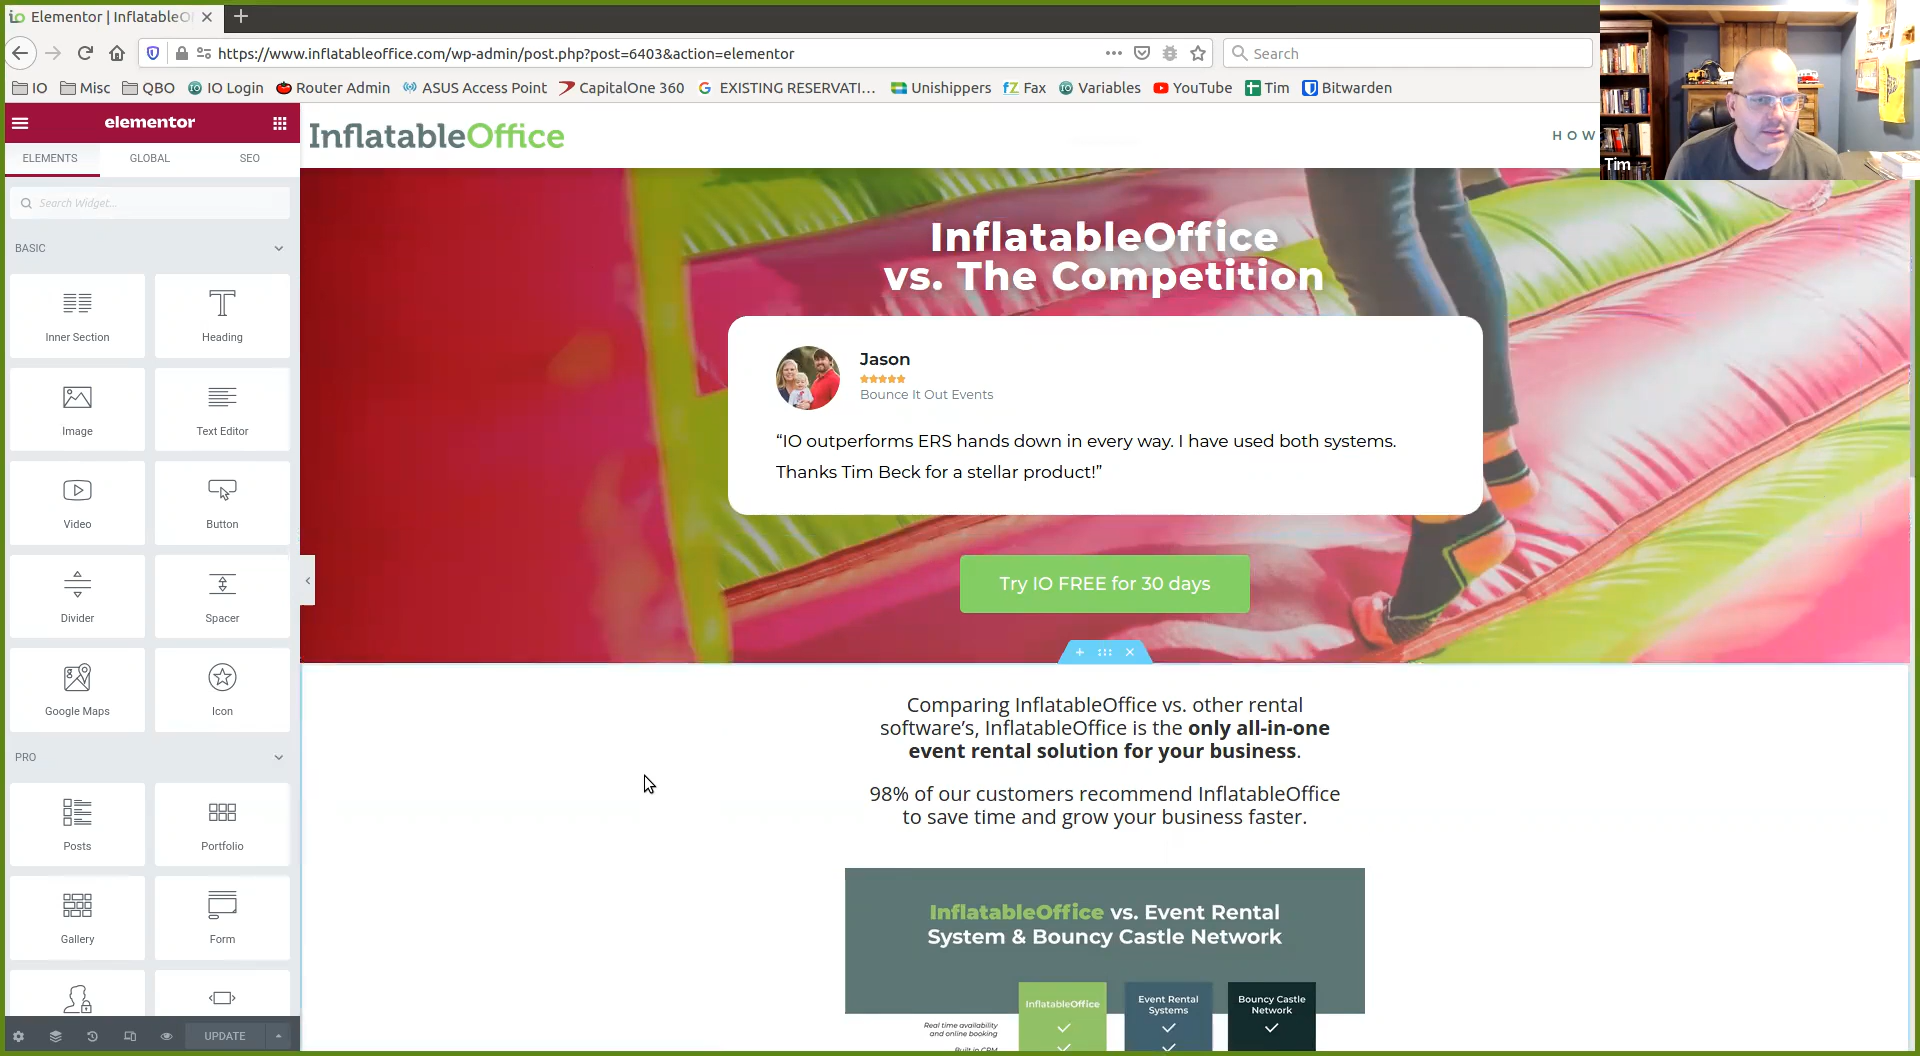 Elementor | InflatableO
https://www.inflatableoffice.com/wp-admin/post.php?post=6403&action=elementor
Search
IO
Misc
QBO
IO Login
Router Admin
ASUS Access Point
CapitalOne 360
EXISTING RESERVATI...
Unishippers
Fax
Variables
YouTube
Tim
Bitwarden
Tim
elementor
ELEMENTS
GLOBAL
SEO
Search Widget...
BASIC
Inner Section
Heading
Image
Text Editor
Video
Button
Divider
Spacer
Google Maps
Icon
PRO
Posts
Portfolio
Gallery
Form
UPDATE
InflatableOffice
HOW
InflatableOffice
vs. The Competition
Jason
Bounce It Out Events
“IO outperforms ERS hands down in every way. I have used both systems.
Thanks Tim Beck for a stellar product!”
Try IO FREE for 30 days
Comparing InflatableOffice vs. other rental
software’s, InflatableOffice is the only all-in-one
event rental solution for your business.
98% of our customers recommend InflatableOffice
to save time and grow your business faster.
InflatableOffice vs. Event Rental
System & Bouncy Castle Network
InflatableOffice
Event Rental
Systems
Bouncy Castle
Network
Real time availability
and online booking
Built in CRM